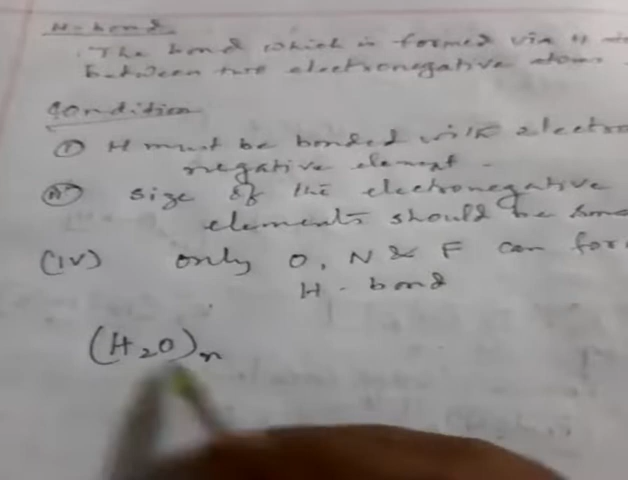 H-bond
The bond which is formed via H
between two electronegative atoms
Condition
(i) H must be bonded with electro
negative element.
size of the electronegative
elements should be
(iv) only O, N & F can for
H-bond
(H2O)n